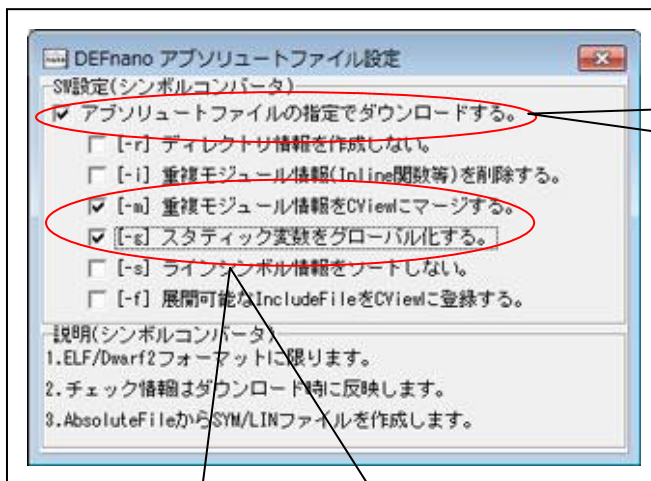 DEFnano アブソリュートファイル設定
SW設定(シンボルコンバータ)
アブソリュートファイルの指定でダウンロードする。
[-r] ディレクトリ情報を作成しない。
[-i] 重複モジュール情報(Inline関数等)を削除する。
[-m] 重複モジュール情報をCViewにマージする。
[-g] スタティック変数をグローバル化する。
[-s] ラインシンボル情報をソートしない。
[-f] 展開可能なIncludeFileをCViewに登録する。
説明(シンボルコンバータ)
1.ELF/Dwarf2フォーマットに限ります。
2.チェック情報はダウンロード時に反映します。
3.AbsoluteFileからSYM/LINファイルを作成します。